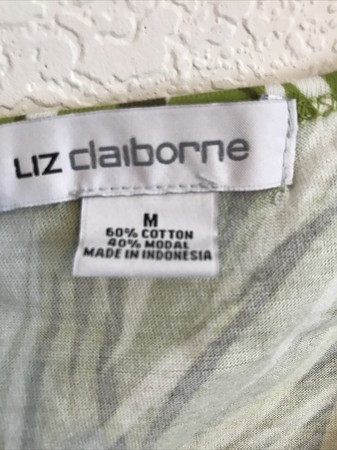 LIZ claiborne
M
60% COTTON
40% MODAL
MADE IN INDONESIA